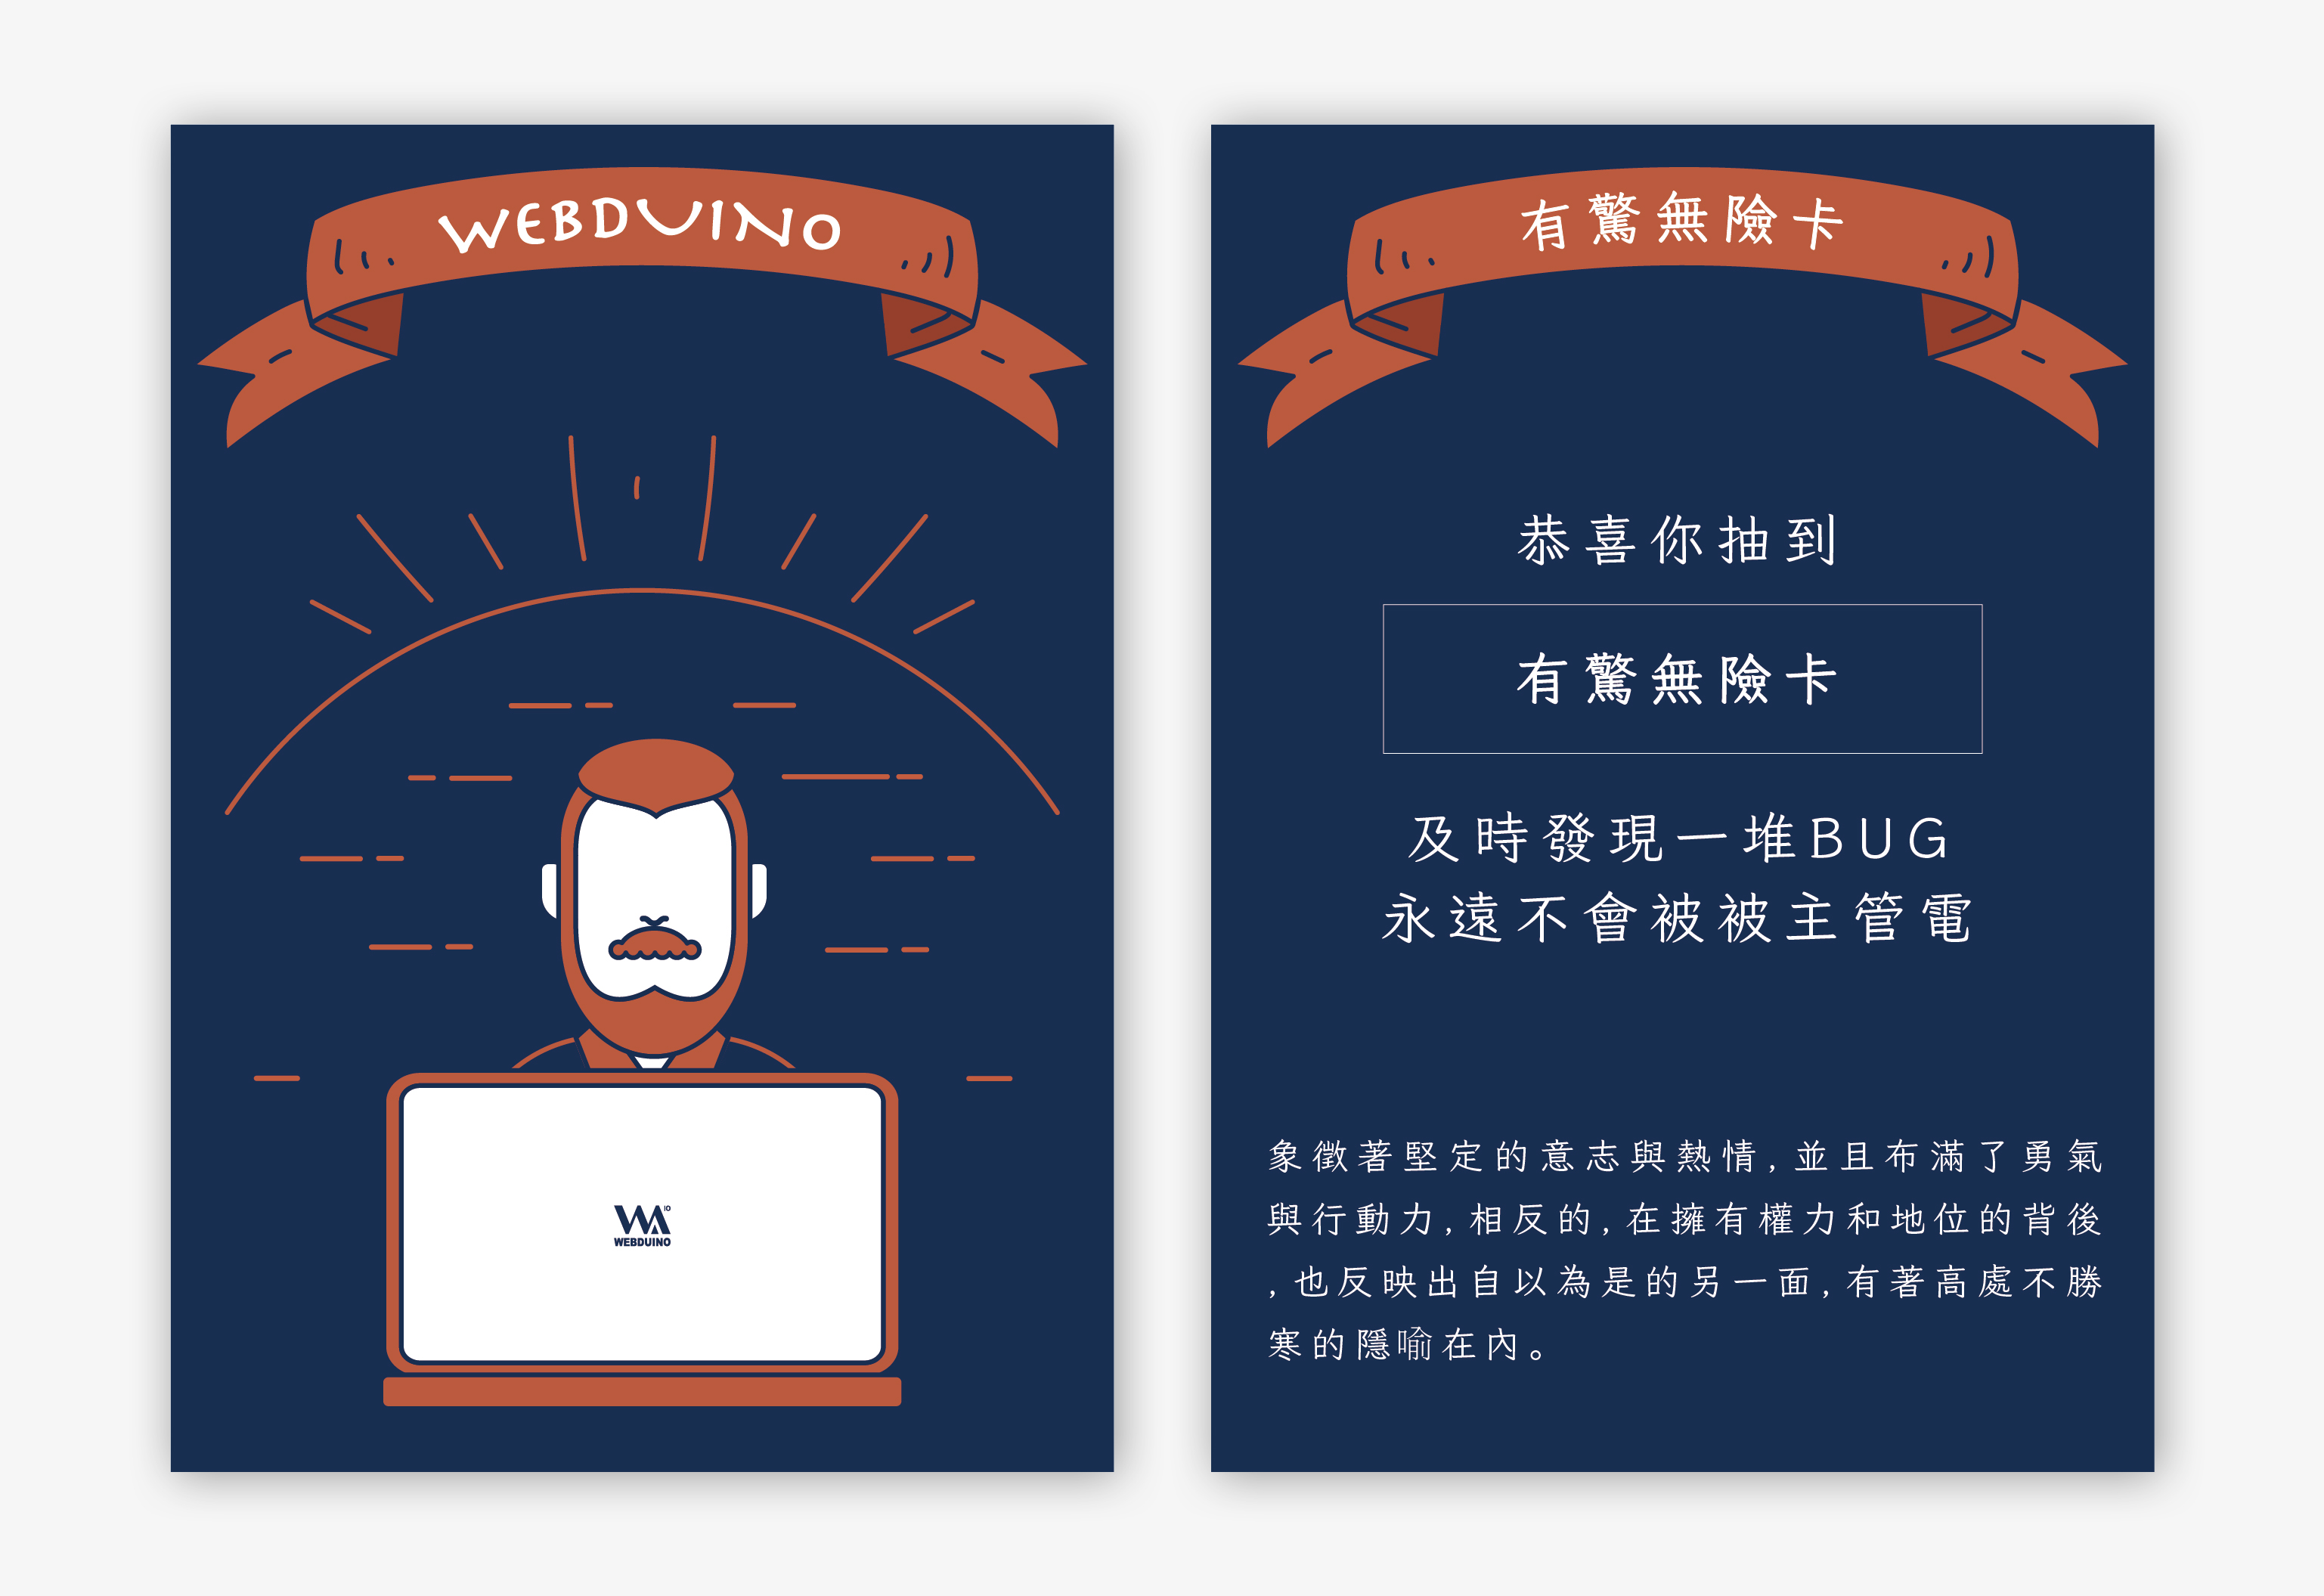 WEBDUINO
IO
WEBDUINO
有驚無險卡
恭喜你抽到
有驚無險卡
及時發現一堆BUG
永遠不會被被主管電
象徵著堅定的意志與熱情,並且布滿了勇氣
與行動力,相反的,在擁有權力和地位的背後
,也反映出自以為是的另一面,有著高處不勝
寒的隱喻在內。